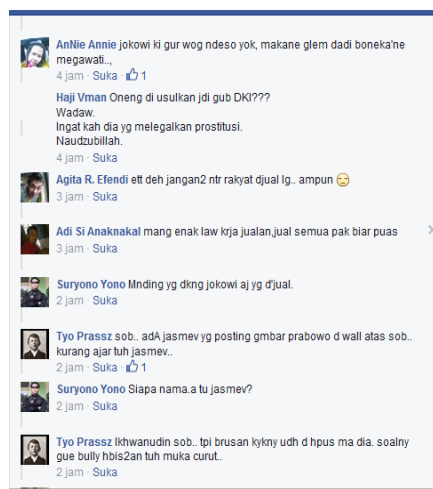 AnNie Annie jokowi ki gur wog ndeso yok, makane glem dadi boneka'ne
megawati..,
4 jam · Suka · 1
Haji Vman Oneng di usulkan jdi gub DKI???
Wadaw.
Ingat kah dia yg melegalkan prostitusi.
Naudzubillah.
4 jam · Suka
Agita R. Efendi ett deh jangan2 ntr rakyat djual lg.. ampun
3 jam · Suka
Adi Si Anaknakal mang enak law krja jualan,jual semua pak biar puas
3 jam · Suka
Suryono Yono Mnding yg dkng jokowi aj yg d'jual.
2 jam · Suka
Tyo Prassz sob.. adA jasmev yg posting gmbar prabowo d wall atas sob..
kurang ajar tuh jasmev..
2 jam · Suka · 1
Suryono Yono Siapa nama.a tu jasmev?
2 jam · Suka
Tyo Prassz Ikhwanudin sob.. tpi brusan kykny udh d hpus ma dia. soalny
gue bully hbis2an tuh muka curut..
2 jam · Suka